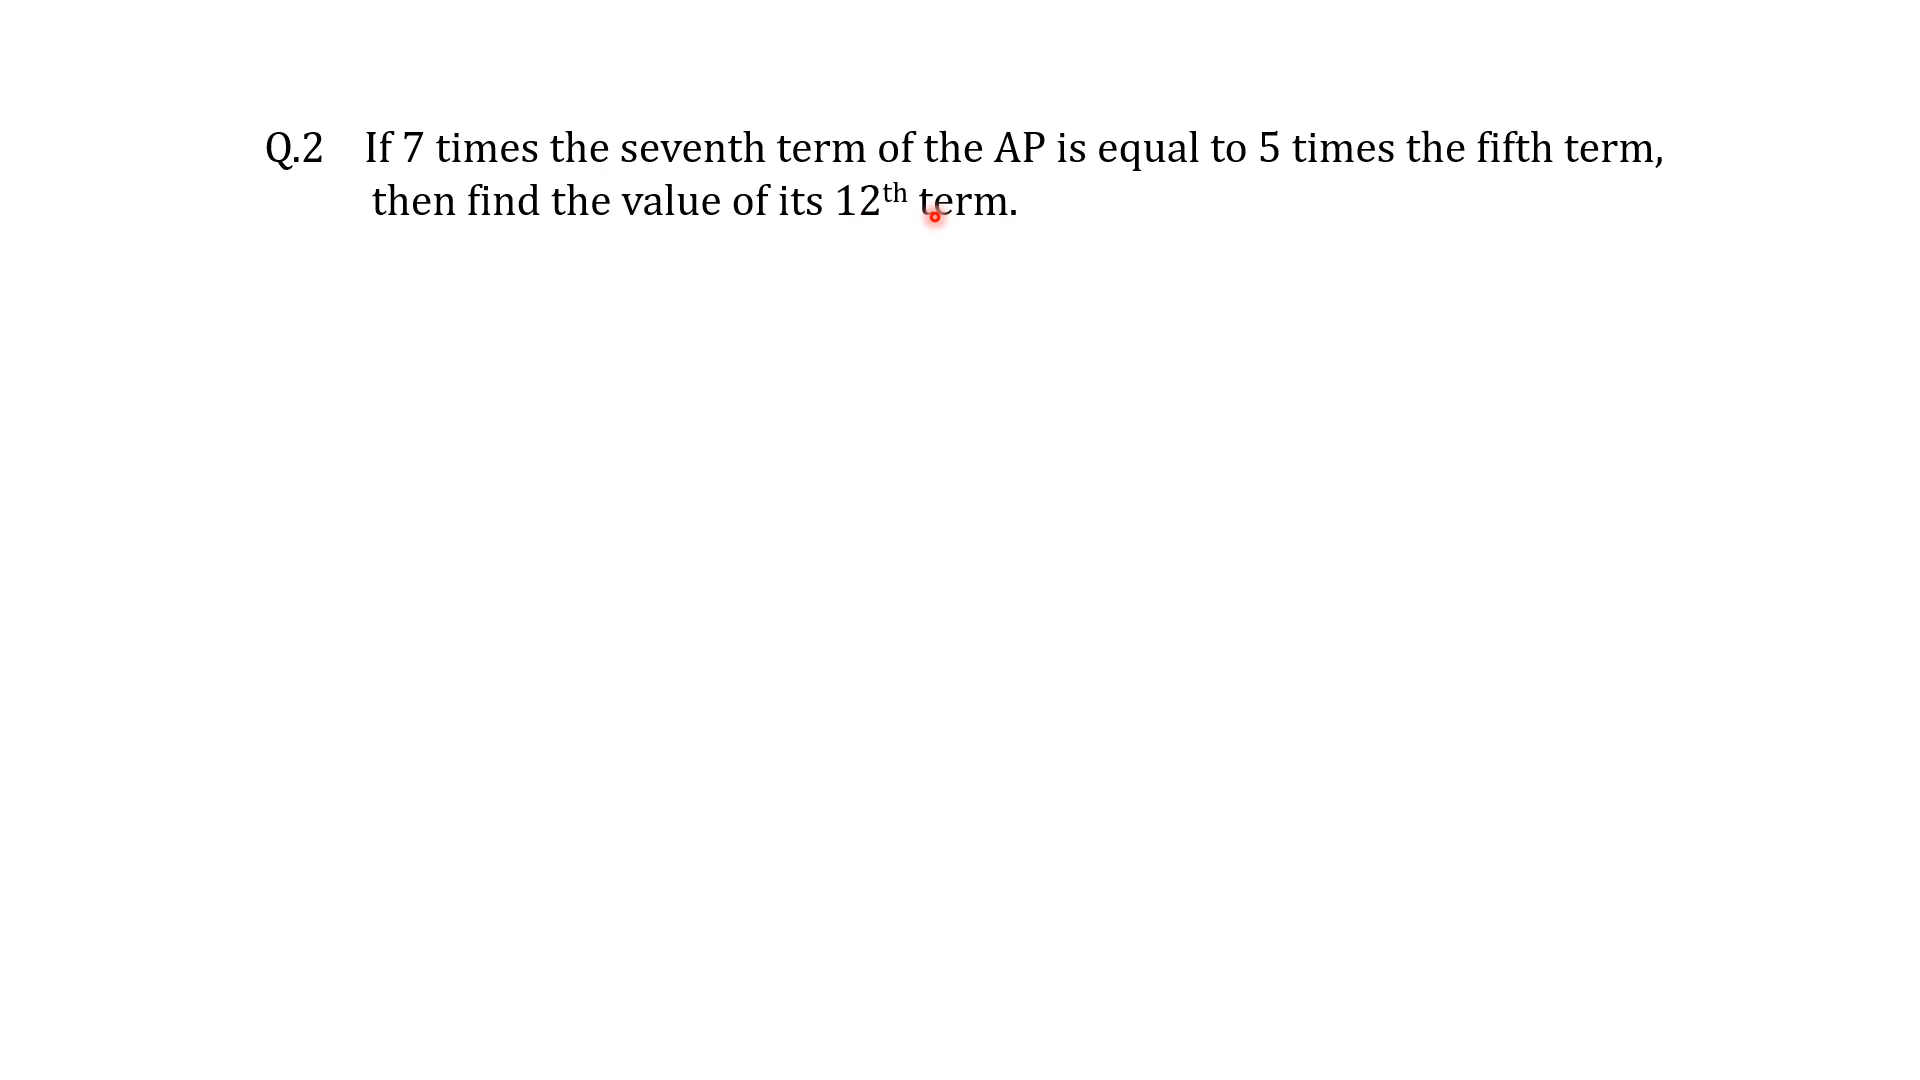 Q.2 If 7 times the seventh term of the AP is equal to 5 times the fifth term,
then find the value of its 12th term.